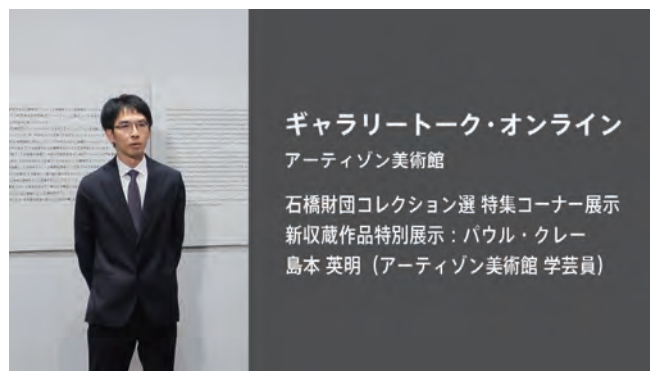 ギャラリートーク・オンライン
アーティゾン美術館
石橋財団コレクション選 特集コーナー展示
新収蔵作品特別展示：パウル・クレー
島本 英明（アーティゾン美術館 学芸員）